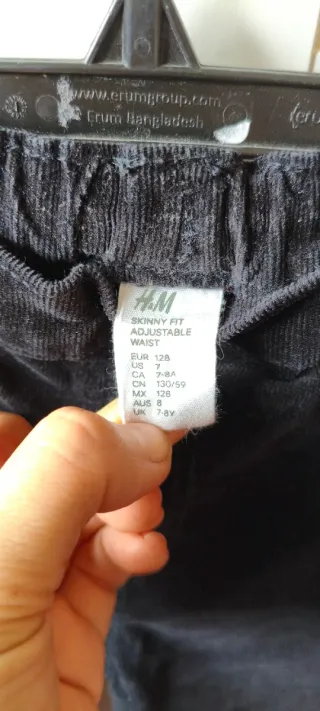 www.erumgroup.com
Erum Bangladesh
H&M
SKINNY FIT
ADJUSTABLE
WAIST
EUR 128
US 7
CA 7-8A
CN 130/59
MX 128
AUS 8
UK 7-8Y